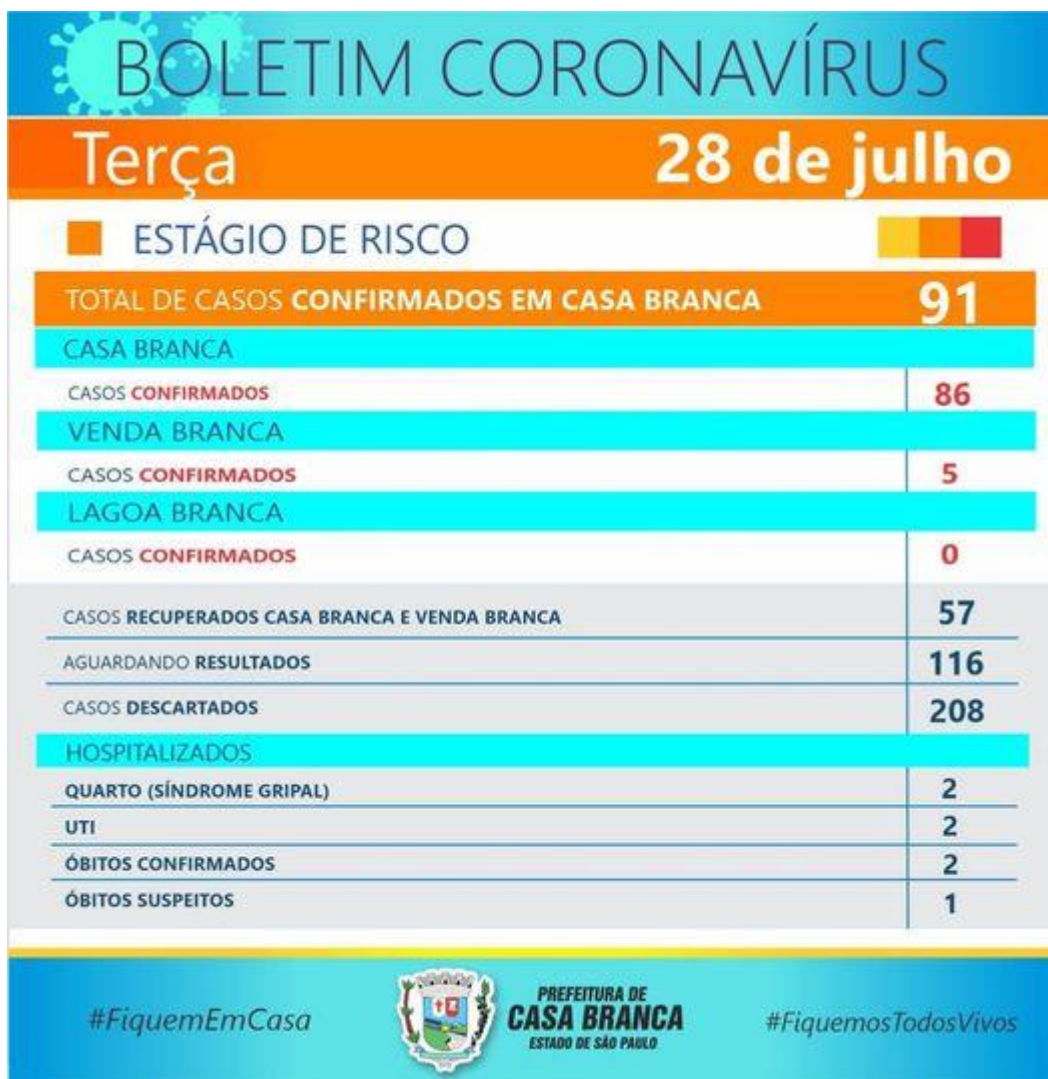 BOLETIM CORONAVÍRUS
Terça 28 de julho
ESTÁGIO DE RISCO
TOTAL DE CASOS CONFIRMADOS EM CASA BRANCA 91
CASA BRANCA
CASOS CONFIRMADOS 86
VENDA BRANCA
CASOS CONFIRMADOS 5
LAGOA BRANCA
CASOS CONFIRMADOS 0
CASOS RECUPERADOS CASA BRANCA E VENDA BRANCA 57
AGUARDANDO RESULTADOS 116
CASOS DESCARTADOS 208
HOSPITALIZADOS
QUARTO (SÍNDROME GRIPAL) 2
UTI 2
ÓBITOS CONFIRMADOS 2
ÓBITOS SUSPEITOS 1
#FiquemEmCasa
PREFEITURA DE
CASA BRANCA
ESTADO DE SÃO PAULO
#FiquemosTodosVivos